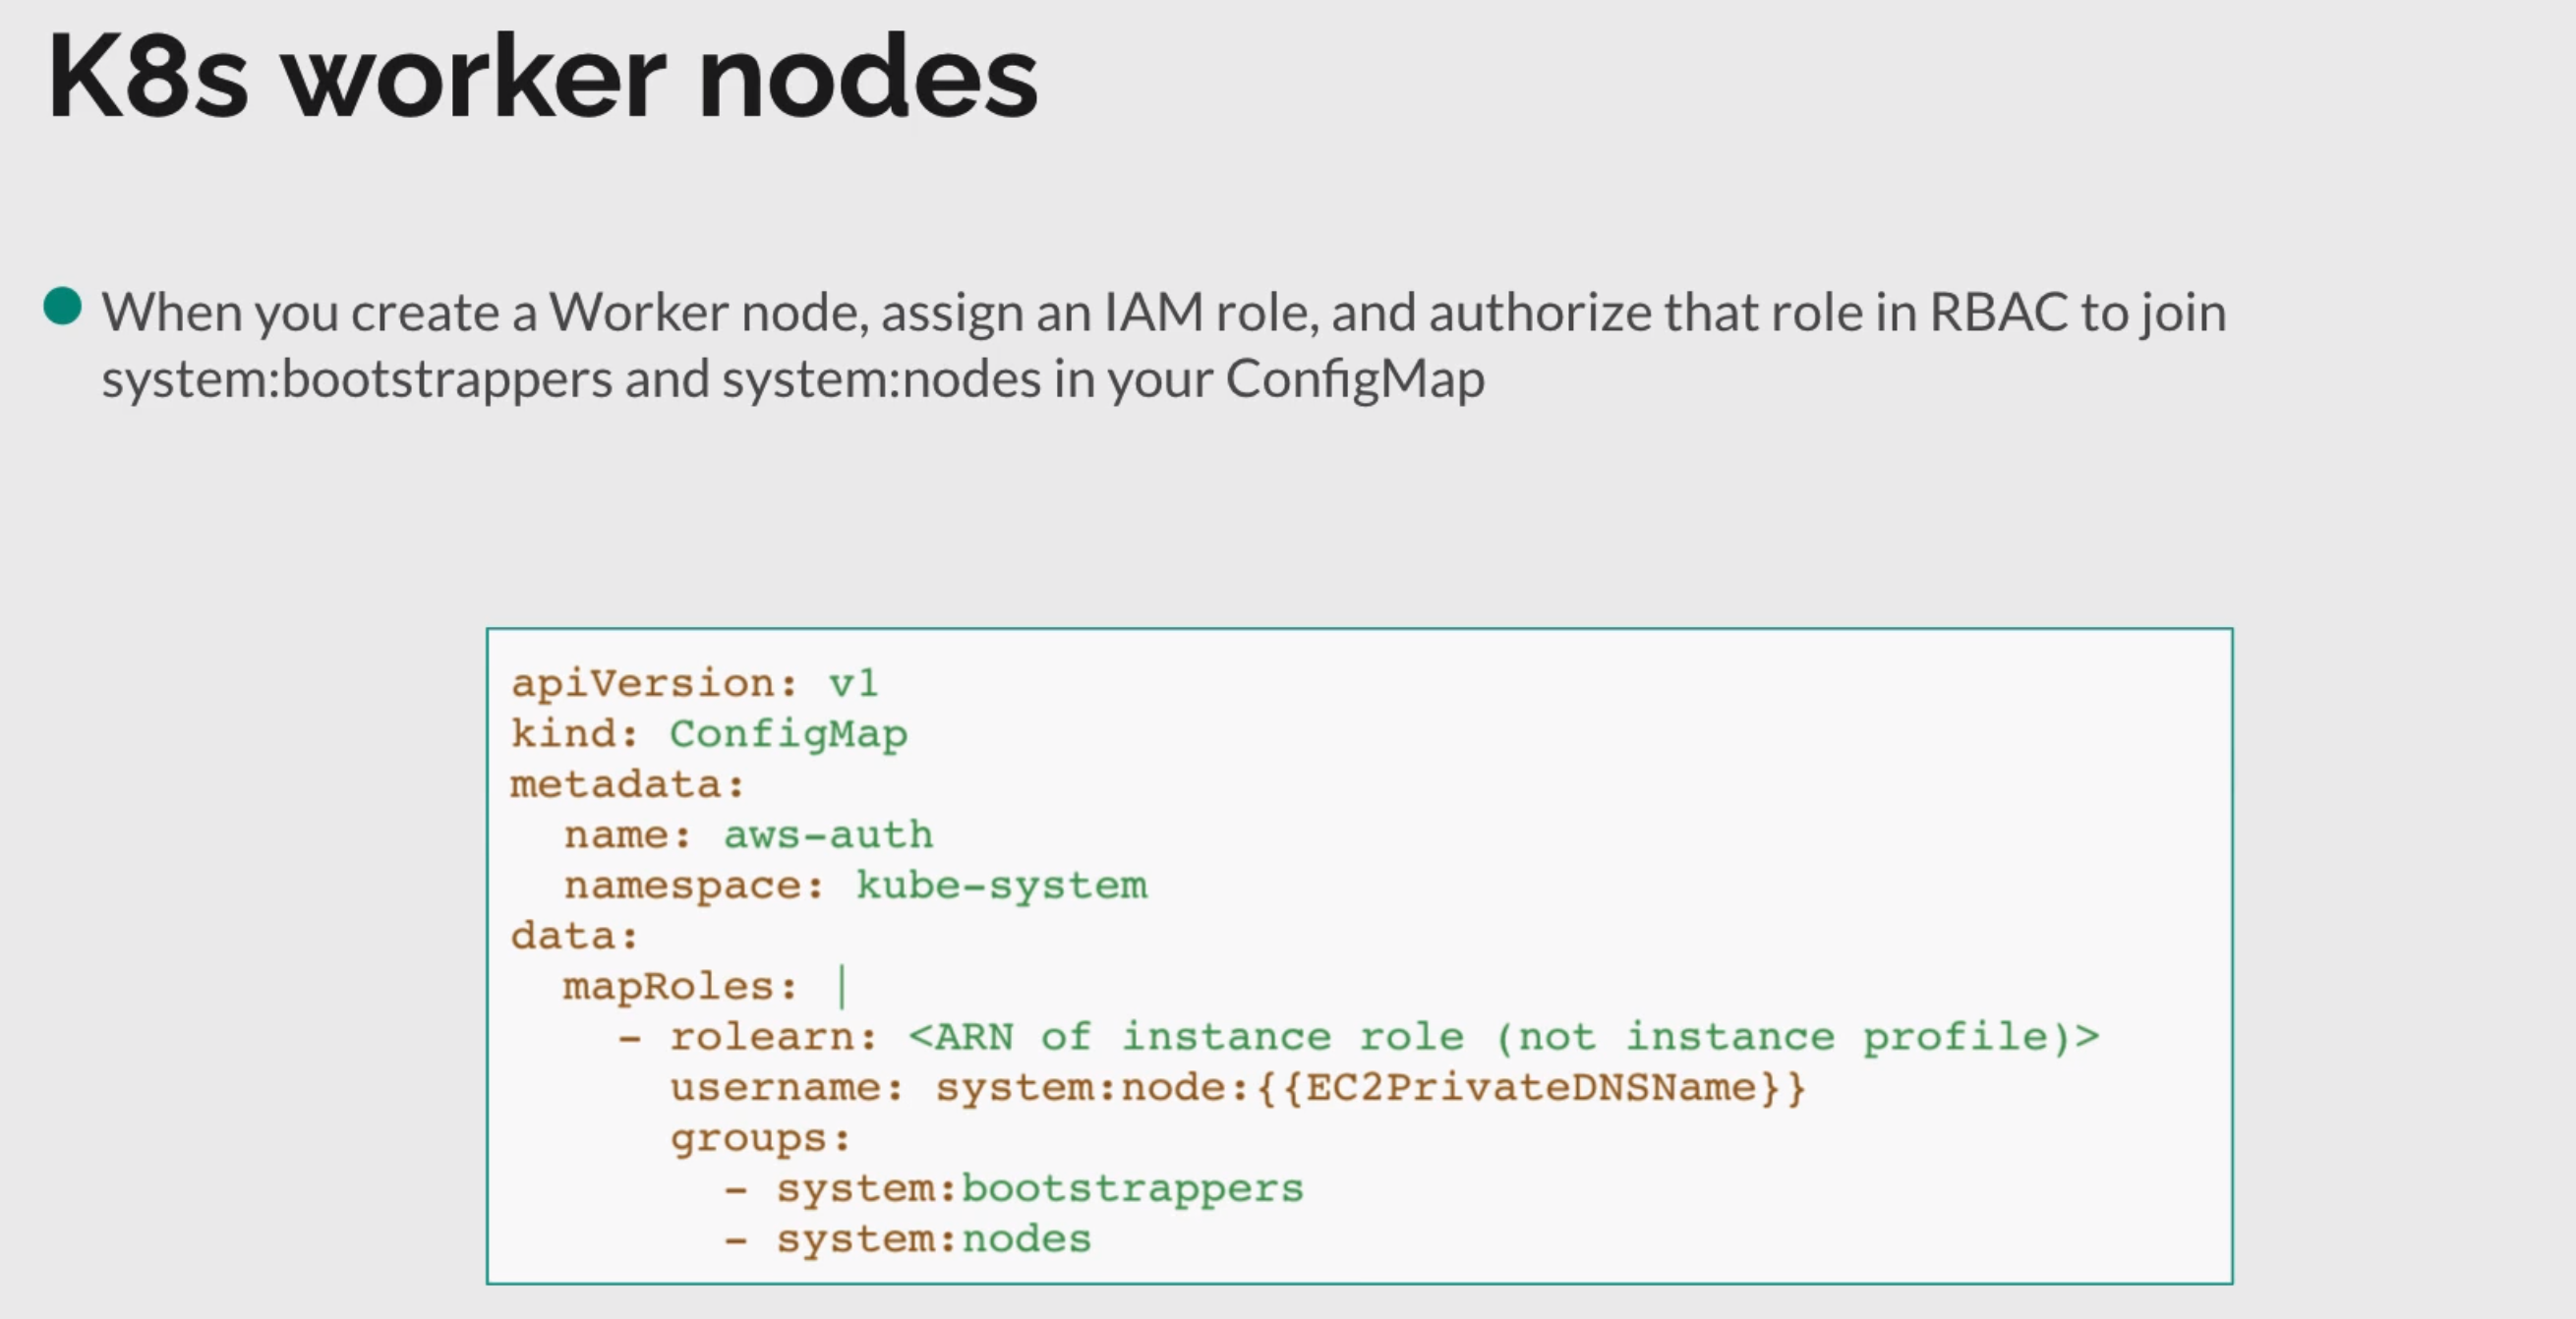 K8s worker nodes
When you create a Worker node, assign an IAM role, and authorize that role in RBAC to join
system:bootstrappers and system:nodes in your ConfigMap
apiVersion: v1
kind: ConfigMap
metadata:
  name: aws-auth
  namespace: kube-system
data:
  mapRoles: |
    - rolearn: <ARN of instance role (not instance profile)>
      username: system:node:{{EC2PrivateDNSName}}
      groups:
        - system:bootstrappers
        - system:nodes